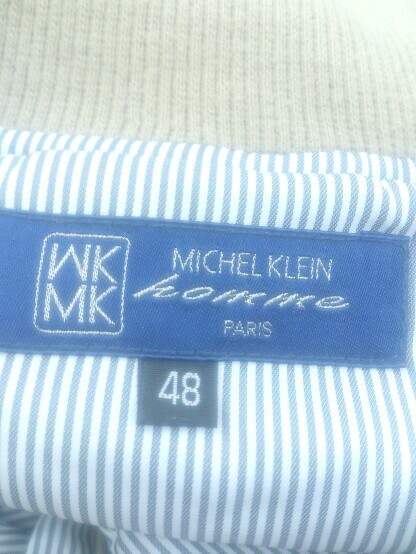 MK
MK
MICHEL KLEIN
homme
PARIS
48